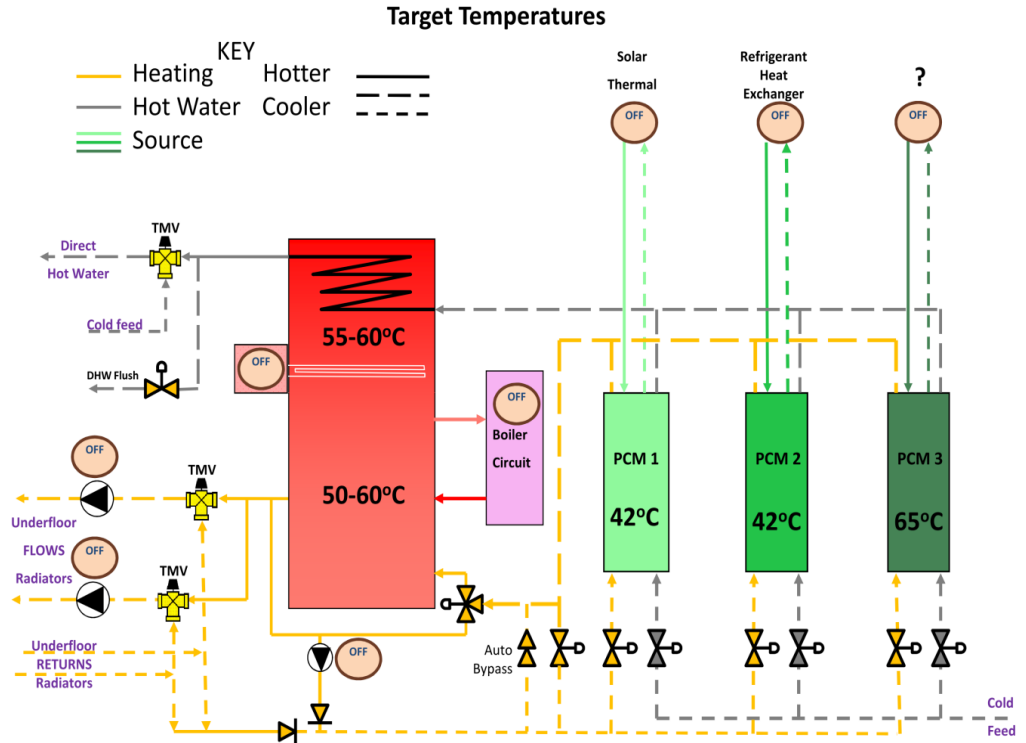 Target Temperatures
KEY
Heating
Hotter
Hot Water
Cooler
Source
Solar
Thermal
OFF
Refrigerant
Heat
Exchanger
OFF
?
OFF
TMV
Direct
Hot Water
Cold feed
DHW Flush
55-60°C
OFF
OFF
Boiler
Circuit
50-60°C
PCM 1
42°C
PCM 2
42°C
PCM 3
65°C
OFF
TMV
Underfloor
FLOWS
OFF
Radiators
TMV
Underfloor
RETURNS
Radiators
OFF
Auto
Bypass
Cold
Feed